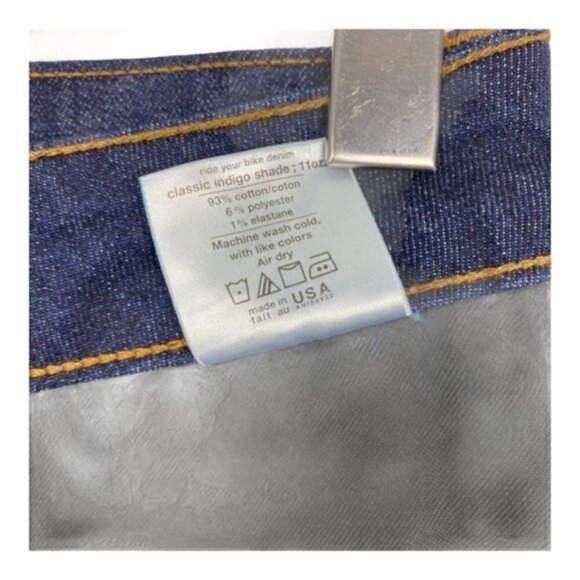 ride your bike denim
classic indigo shade : 11oz
93% cotton/coton
6% polyester
1% elastane
Machine wash cold,
with like colors
Air dry
made in USA
fait au